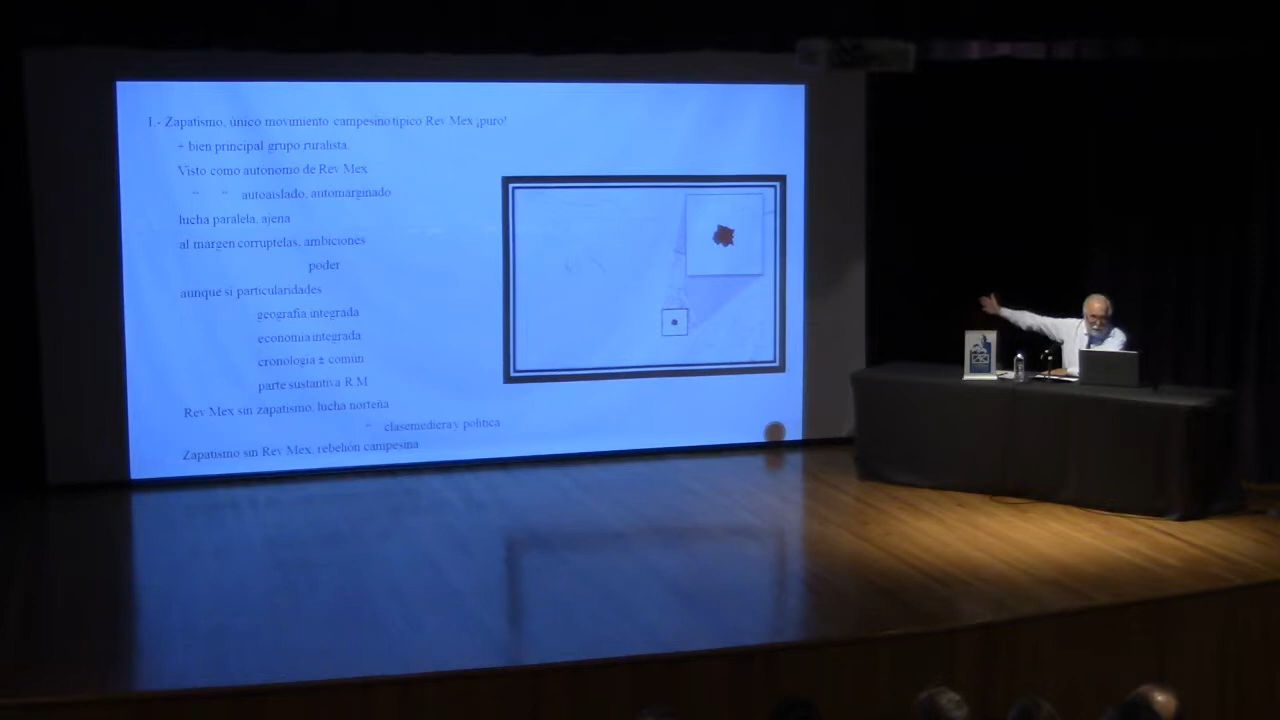 I.- Zapatismo, único movimiento campesino típico Rev Mex ¡puro!
+ bien principal grupo ruralista
Visto como autónomo de Rev Mex
" " autoaislado, automarginado
lucha paralela, ajena
al margen corruptelas, ambiciones
poder
aunque si particularidades
geografía integrada
economía integrada
cronología ± común
parte sustantiva R M
Rev Mex sin zapatismo, lucha norteña
" clasemediera y política
Zapatismo sin Rev Mex, rebelión campesina